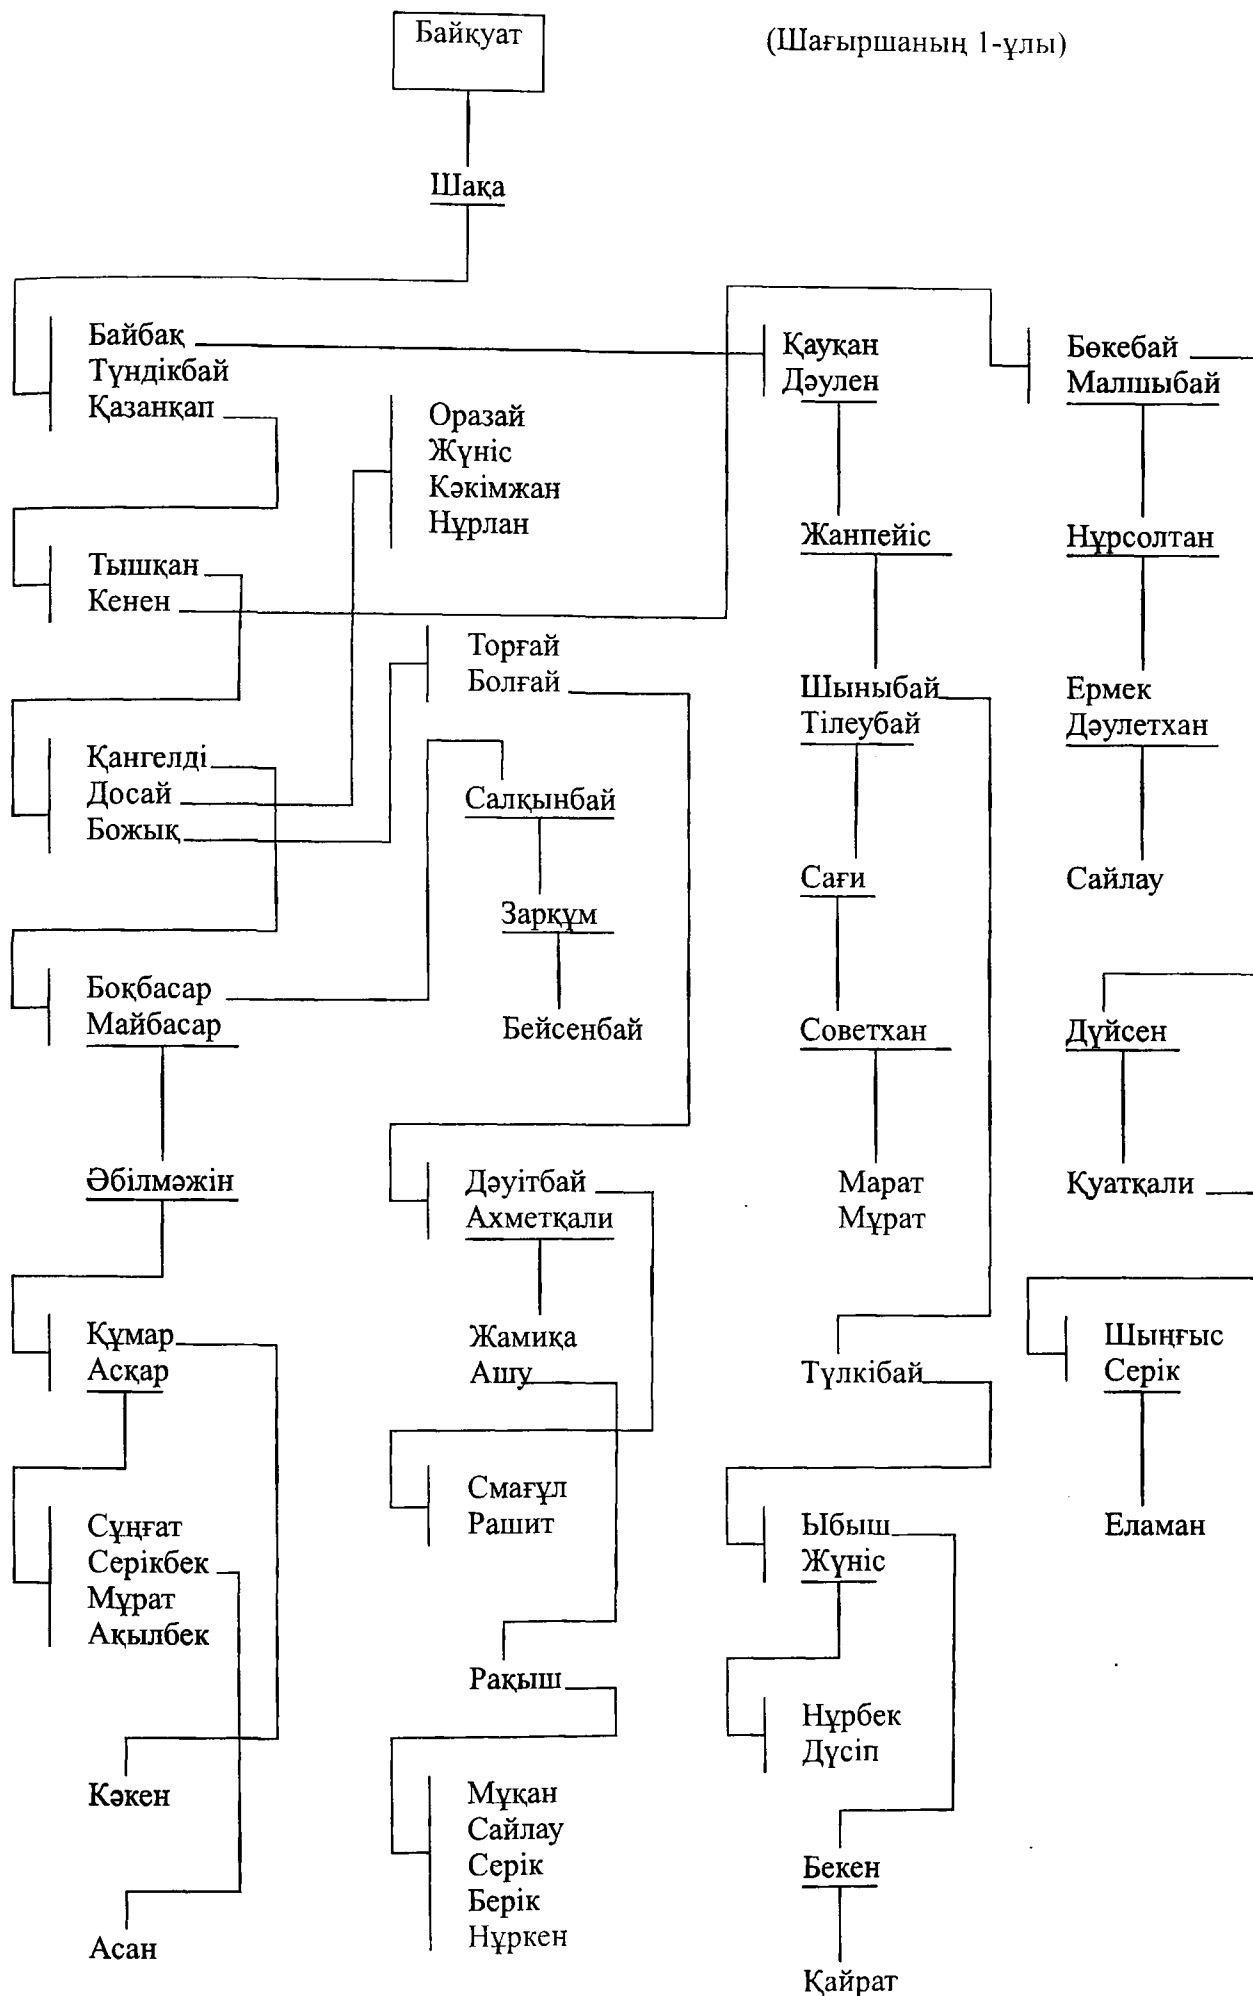 Байқуат
(Шағыршаның 1-ұлы)
Шақа
Байбақ
Түндікбай
Қазанқап
Оразай
Жүніс
Кәкімжан
Нұрлан
Қауқан
Дәулен
Бөкебай
Малшыбай
Тышқан
Кенен
Жанпейіс
Нұрсолтан
Торғай
Болғай
Шыныбай
Тілеубай
Ермек
Дәулетхан
Қангелді
Досай
Божық
Салқынбай
Саги
Сайлау
Зарқұм
Боқбасар
Майбасар
Бейсенбай
Советхан
Дүйсен
Әбілмәжін
Дәуітбай
Ахметқали
Марат
Мұрат
Қуатқали
Құмар
Асқар
Жамиқа
Ашу
Түлкібай
Шыңғыс
Серік
Смағұл
Рашит
Сұңғат
Серікбек
Мұрат
Ақылбек
Ыбыш
Жүніс
Еламан
Рақыш
Нұрбек
Дүсіп
Кәкен
Мұқан
Сайлау
Серік
Берік
Нұркен
Бекен
Асан
Қайрат